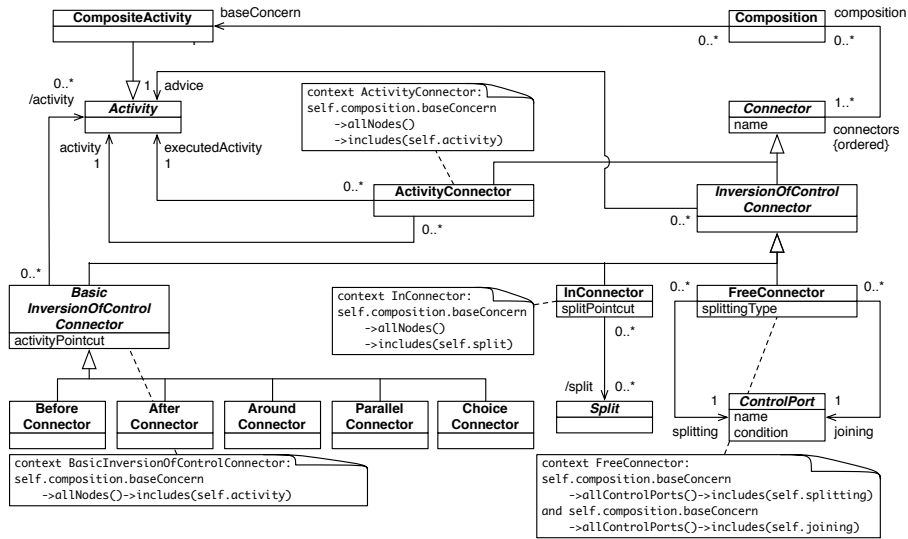 CompositeActivity
baseConcern
Composition
composition
0..*
0..*
0..*
/activity
1
advice
Activity
context ActivityConnector:
self.composition.baseConcern
->allNodes()
->includes(self.activity)
Connector
name
1..*
connectors
{ordered}
activity
1
executedActivity
1
0..*
ActivityConnector
0..*
InversionOfControl
Connector
0..*
0..*
Basic
InversionOfControl
Connector
activityPointcut
context InConnector:
self.composition.baseConcern
->allNodes()
->includes(self.split)
InConnector
splitPointcut
0..*
0..*
FreeConnector
splittingType
0..*
/split
0..*
Split
Before
Connector
After
Connector
Around
Connector
Parallel
Connector
Choice
Connector
1
splitting
ControlPort
name
condition
1
joining
context BasicInversionOfControlConnector:
self.composition.baseConcern
->allNodes()->includes(self.activity)
context FreeConnector:
self.composition.baseConcern
->allControlPorts()->includes(self.splitting)
and self.composition.baseConcern
->allControlPorts()->includes(self.joining)